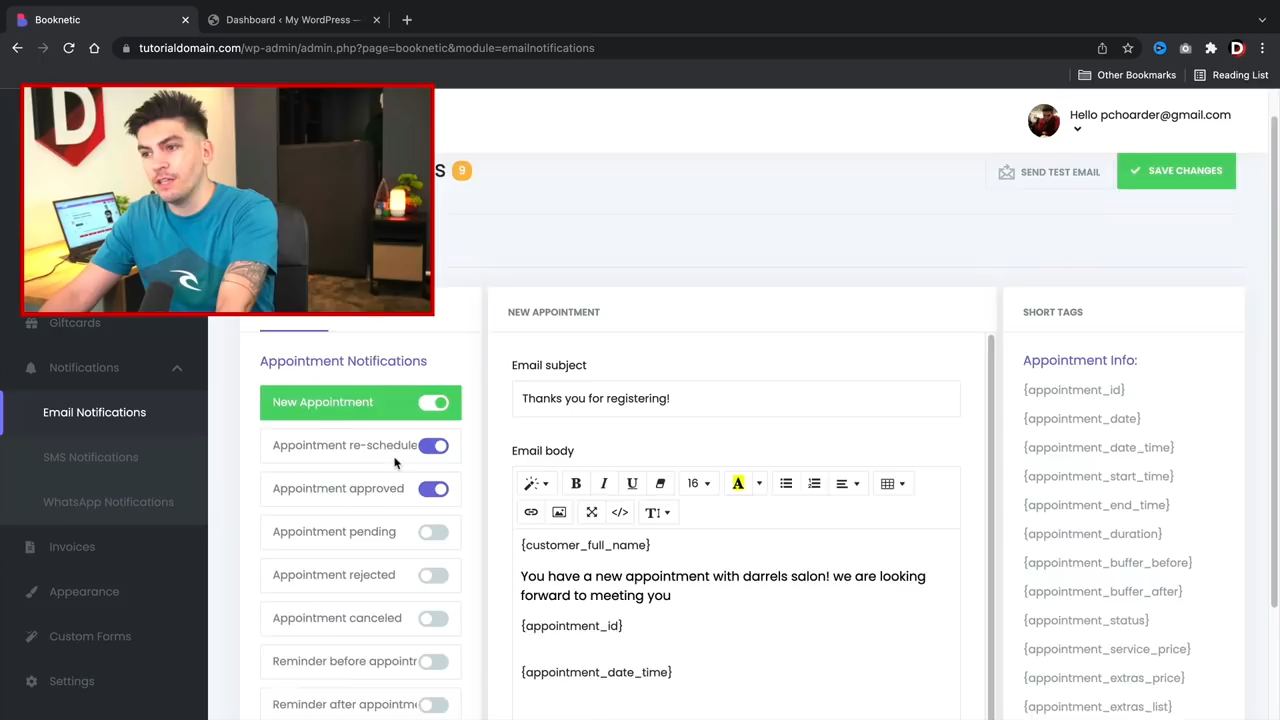 Booknetic
Dashboard < My WordPress —
tutorialdomain.com/wp-admin/admin.php?page=booknetic&module=emailnotifications
Other Bookmarks
Reading List
D
D
Hello pchoarder@gmail.com
S 9
SEND TEST EMAIL
SAVE CHANGES
Giftcards
Notifications
Email Notifications
SMS Notifications
WhatsApp Notifications
Invoices
Appearance
Custom Forms
Settings
Appointment Notifications
New Appointment
Appointment re-schedule
Appointment approved
Appointment pending
Appointment rejected
Appointment canceled
Reminder before appointr
Reminder after appointme
NEW APPOINTMENT
Email subject
Thanks you for registering!
Email body
B I U 16 A </> T
{customer_full_name}
You have a new appointment with darrels salon! we are looking
forward to meeting you
{appointment_id}
{appointment_date_time}
SHORT TAGS
Appointment Info:
{appointment_id}
{appointment_date}
{appointment_date_time}
{appointment_start_time}
{appointment_end_time}
{appointment_duration}
{appointment_buffer_before}
{appointment_buffer_after}
{appointment_status}
{appointment_service_price}
{appointment_extras_price}
{appointment_extras_list}